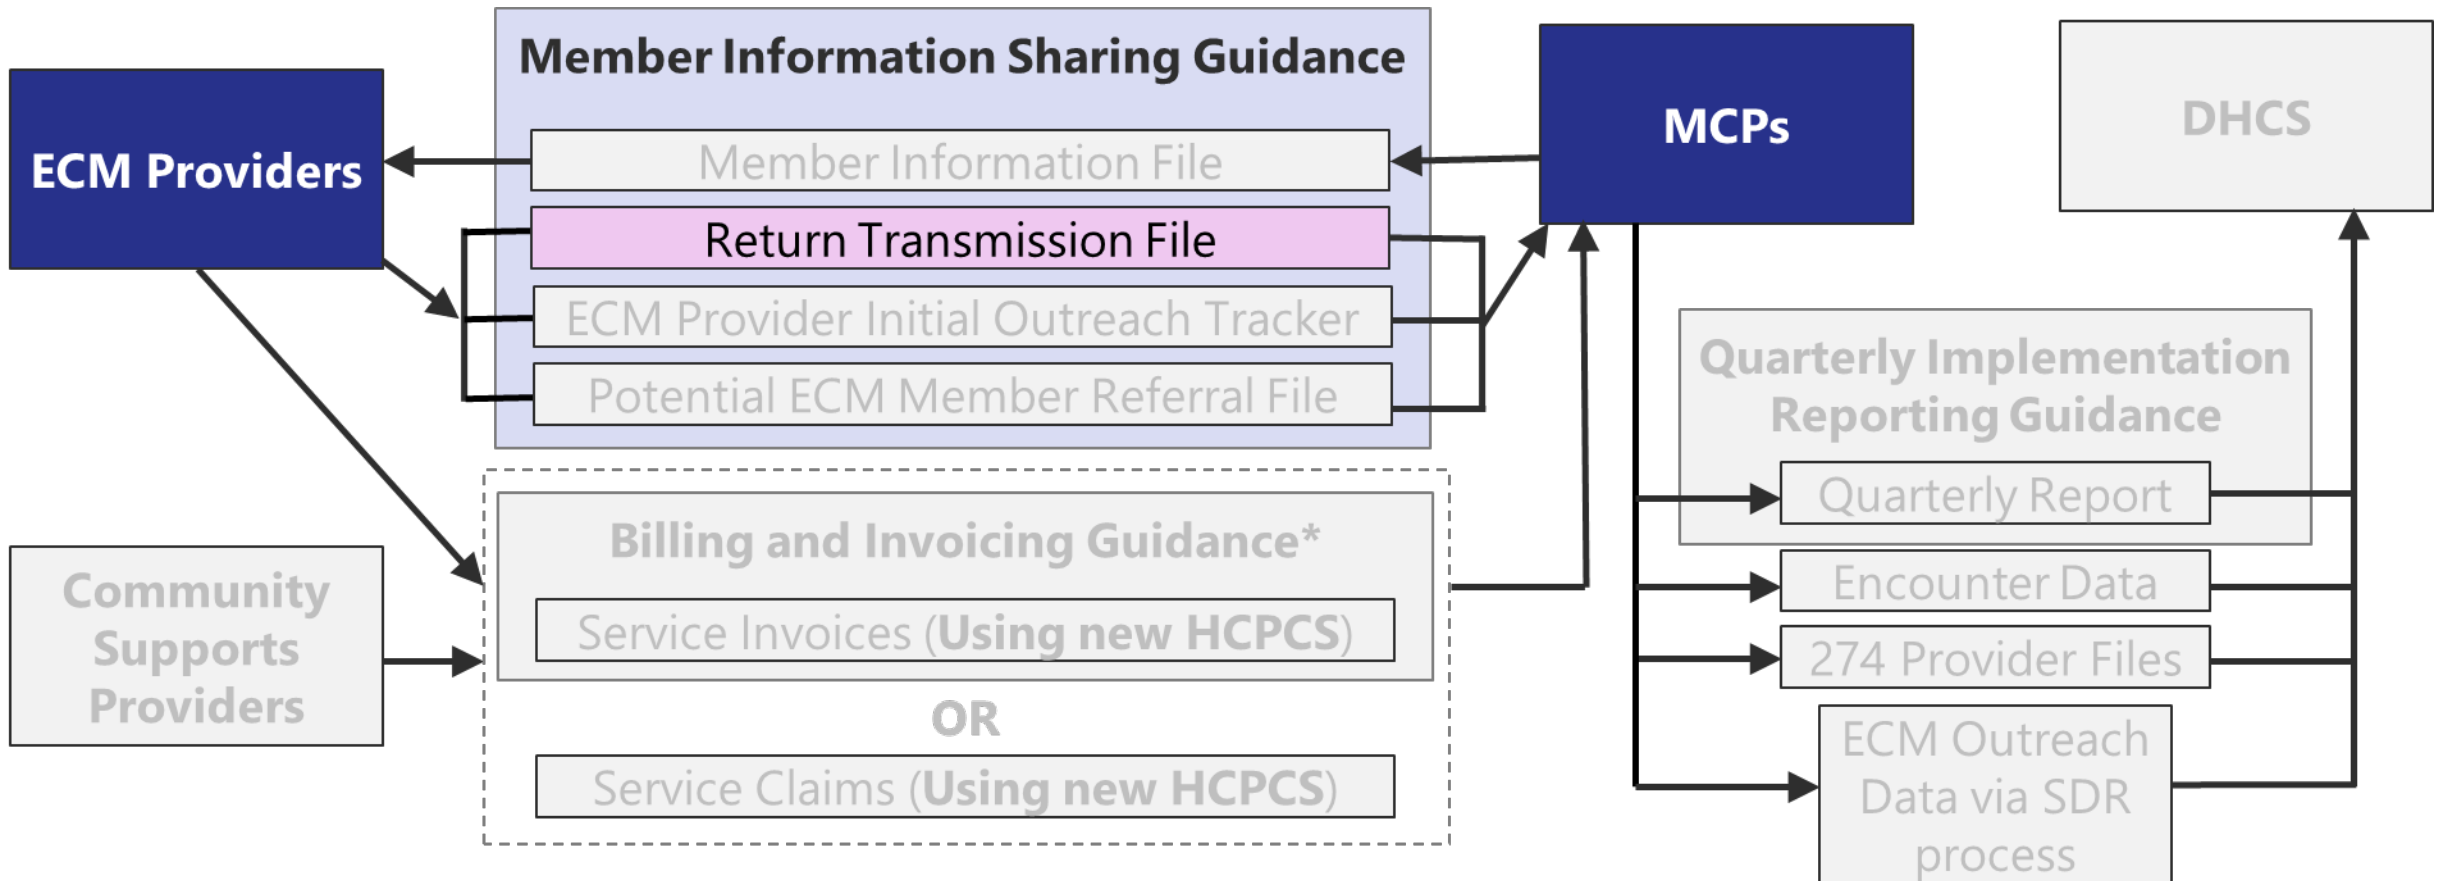 Member Information Sharing Guidance
ECM Providers
Member Information File
Return Transmission File
ECM Provider Initial Outreach Tracker
Potential ECM Member Referral File
MCPs
DHCS
Community
Supports
Providers
Billing and Invoicing Guidance*
Service Invoices (Using new HCPCS)
OR
Service Claims (Using new HCPCS)
Quarterly Implementation
Reporting Guidance
Quarterly Report
Encounter Data
274 Provider Files
ECM Outreach
Data via SDR
process